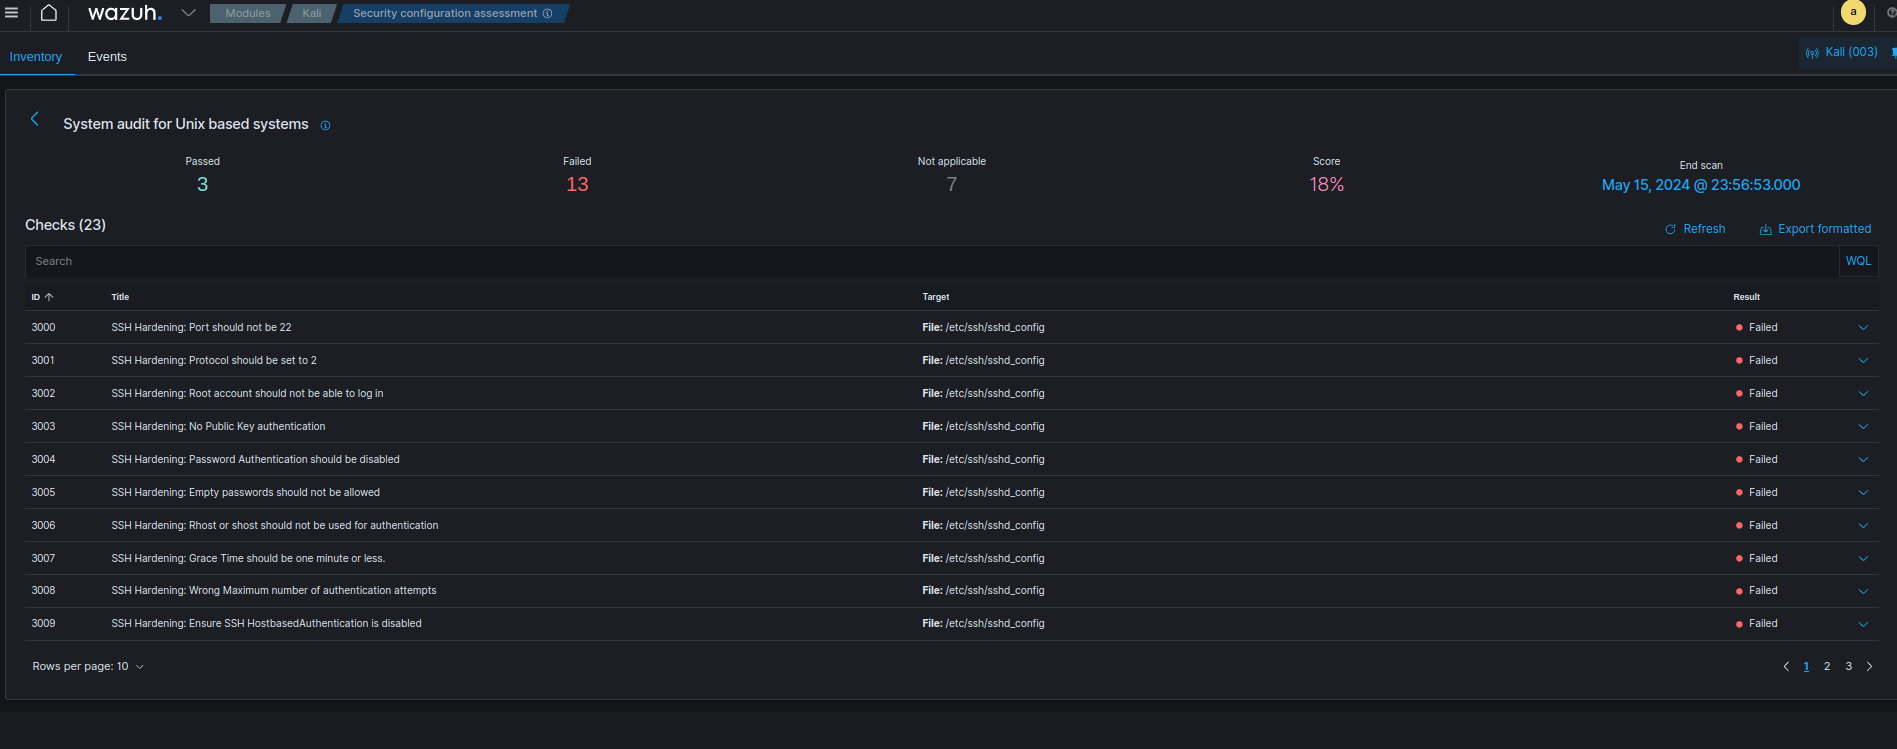 wazuh. Modules Kali Security configuration assessment a
Inventory Events Kali (003)
System audit for Unix based systems
Passed Failed Not applicable Score End scan
3 13 7 18% May 15, 2024 @ 23:56:53.000
Checks (23) Refresh Export formatted
Search WQL
ID Title Target Result
3000 SSH Hardening: Port should not be 22 File: /etc/ssh/sshd_config Failed
3001 SSH Hardening: Protocol should be set to 2 File: /etc/ssh/sshd_config Failed
3002 SSH Hardening: Root account should not be able to log in File: /etc/ssh/sshd_config Failed
3003 SSH Hardening: No Public Key authentication File: /etc/ssh/sshd_config Failed
3004 SSH Hardening: Password Authentication should be disabled File: /etc/ssh/sshd_config Failed
3005 SSH Hardening: Empty passwords should not be allowed File: /etc/ssh/sshd_config Failed
3006 SSH Hardening: Rhost or shost should not be used for authentication File: /etc/ssh/sshd_config Failed
3007 SSH Hardening: Grace Time should be one minute or less. File: /etc/ssh/sshd_config Failed
3008 SSH Hardening: Wrong Maximum number of authentication attempts File: /etc/ssh/sshd_config Failed
3009 SSH Hardening: Ensure SSH HostbasedAuthentication is disabled File: /etc/ssh/sshd_config Failed
Rows per page: 10 1 2 3